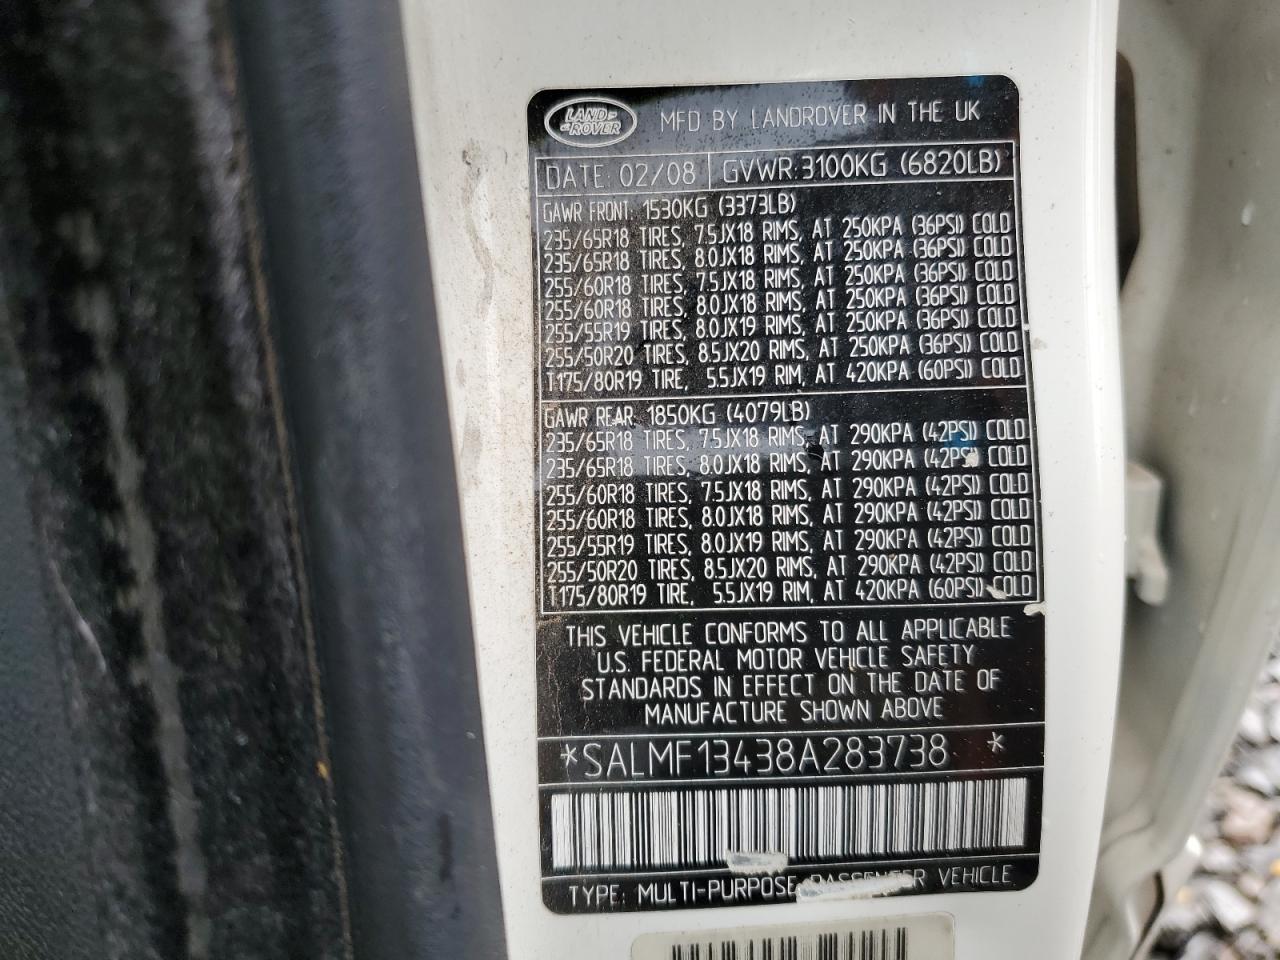 LAND
ROVER
MFD BY LANDROVER IN THE UK
DATE: 02/08 GVWR:3100KG (6820LB)
GAWR FRONT: 1530KG (3373LB)
235/65R18 TIRES, 7.5JX18 RIMS, AT 250KPA (36PSI) COLD
235/65R18 TIRES, 8.0JX18 RIMS, AT 250KPA (36PSI) COLD
255/60R18 TIRES, 7.5JX18 RIMS, AT 250KPA (36PSI) COLD
255/60R18 TIRES, 8.0JX18 RIMS, AT 250KPA (36PSI) COLD
255/55R19 TIRES, 8.0JX19 RIMS, AT 250KPA (36PSI) COLD
255/50R20 TIRES, 8.5JX20 RIMS, AT 250KPA (36PSI) COLD
T175/80R19 TIRE, 5.5JX19 RIM, AT 420KPA (60PSI) COLD
GAWR REAR: 1850KG (4079LB)
235/65R18 TIRES, 7.5JX18 RIMS, AT 290KPA (42PSI) COLD
235/65R18 TIRES, 8.0JX18 RIMS, AT 290KPA (42PSI) COLD
255/60R18 TIRES, 7.5JX18 RIMS, AT 290KPA (42PSI) COLD
255/60R18 TIRES, 8.0JX18 RIMS, AT 290KPA (42PSI) COLD
255/55R19 TIRES, 8.0JX19 RIMS, AT 290KPA (42PSI) COLD
255/50R20 TIRES, 8.5JX20 RIMS, AT 290KPA (42PSI) COLD
T175/80R19 TIRE, 5.5JX19 RIM, AT 420KPA (60PSI) COLD
THIS VEHICLE CONFORMS TO ALL APPLICABLE
U.S. FEDERAL MOTOR VEHICLE SAFETY
STANDARDS IN EFFECT ON THE DATE OF
MANUFACTURE SHOWN ABOVE
*SALMF13438A283738 *
TYPE: MULTI-PURPOSE PASSENGER VEHICLE